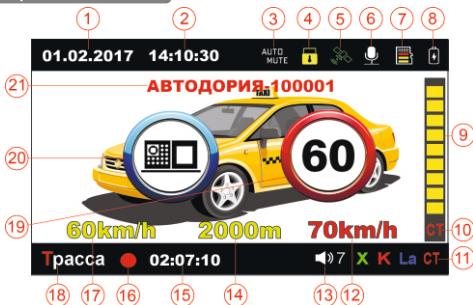 1 2 3 4 5 6 7 8
01.02.2017 14:10:30 AUTO MUTE
21 АВТОДОРИЯ-100001
TAXI
9
20 60
19
60km/h 2000m 70km/h СТ 10
Трасса 02:07:10 7 X K La СТ 11
18 17 16 15 14 13 12